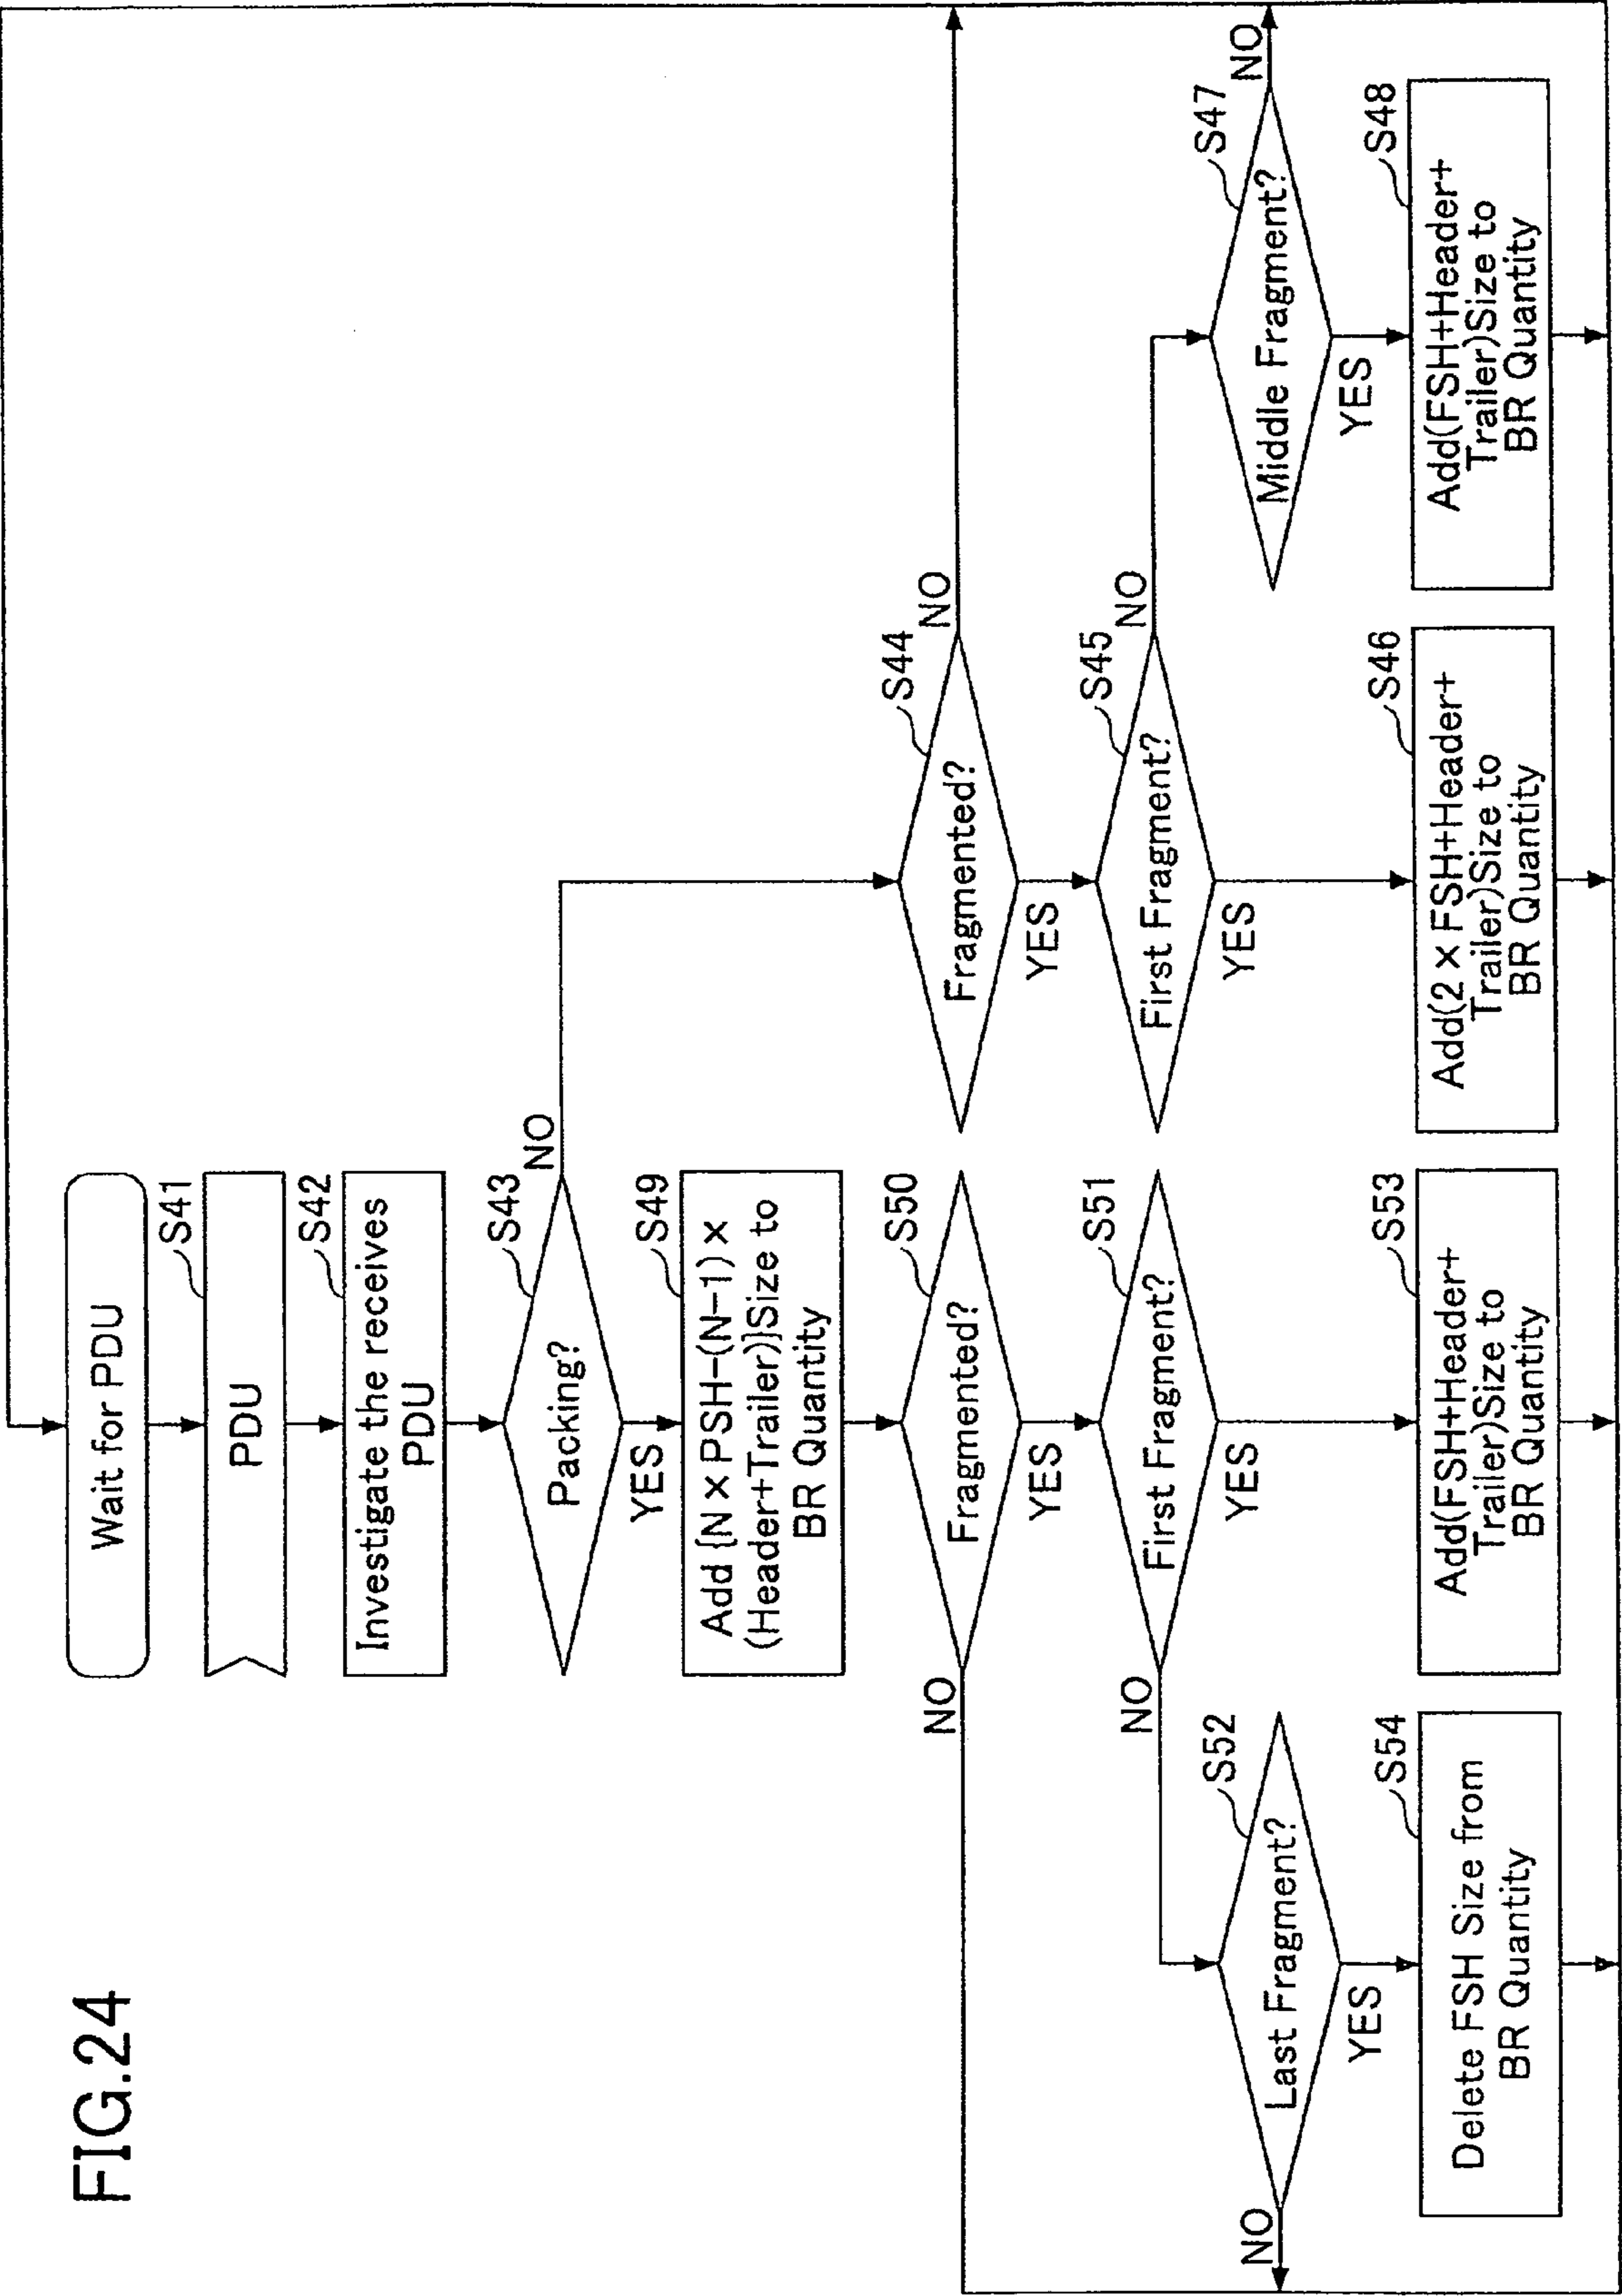 FIG.24
Wait for PDU
S41
PDU
S42
Investigate the receives
PDU
S43
Packing?
NO
YES
S49
Add {N × PSH-(N-1) ×
(Header+Trailer)}Size to
BR Quantity
S50
Fragmented?
NO
YES
S51
First Fragment?
NO
YES
S52
Last Fragment?
NO
YES
S54
Delete FSH Size from
BR Quantity
S53
Add(FSH+Header+
Trailer)Size to
BR Quantity
S44
Fragmented?
NO
YES
S45
First Fragment?
NO
YES
S46
Add(2 × FSH+Header+
Trailer)Size to
BR Quantity
S47
Middle Fragment?
NO
YES
S48
Add(FSH+Header+
Trailer)Size to
BR Quantity